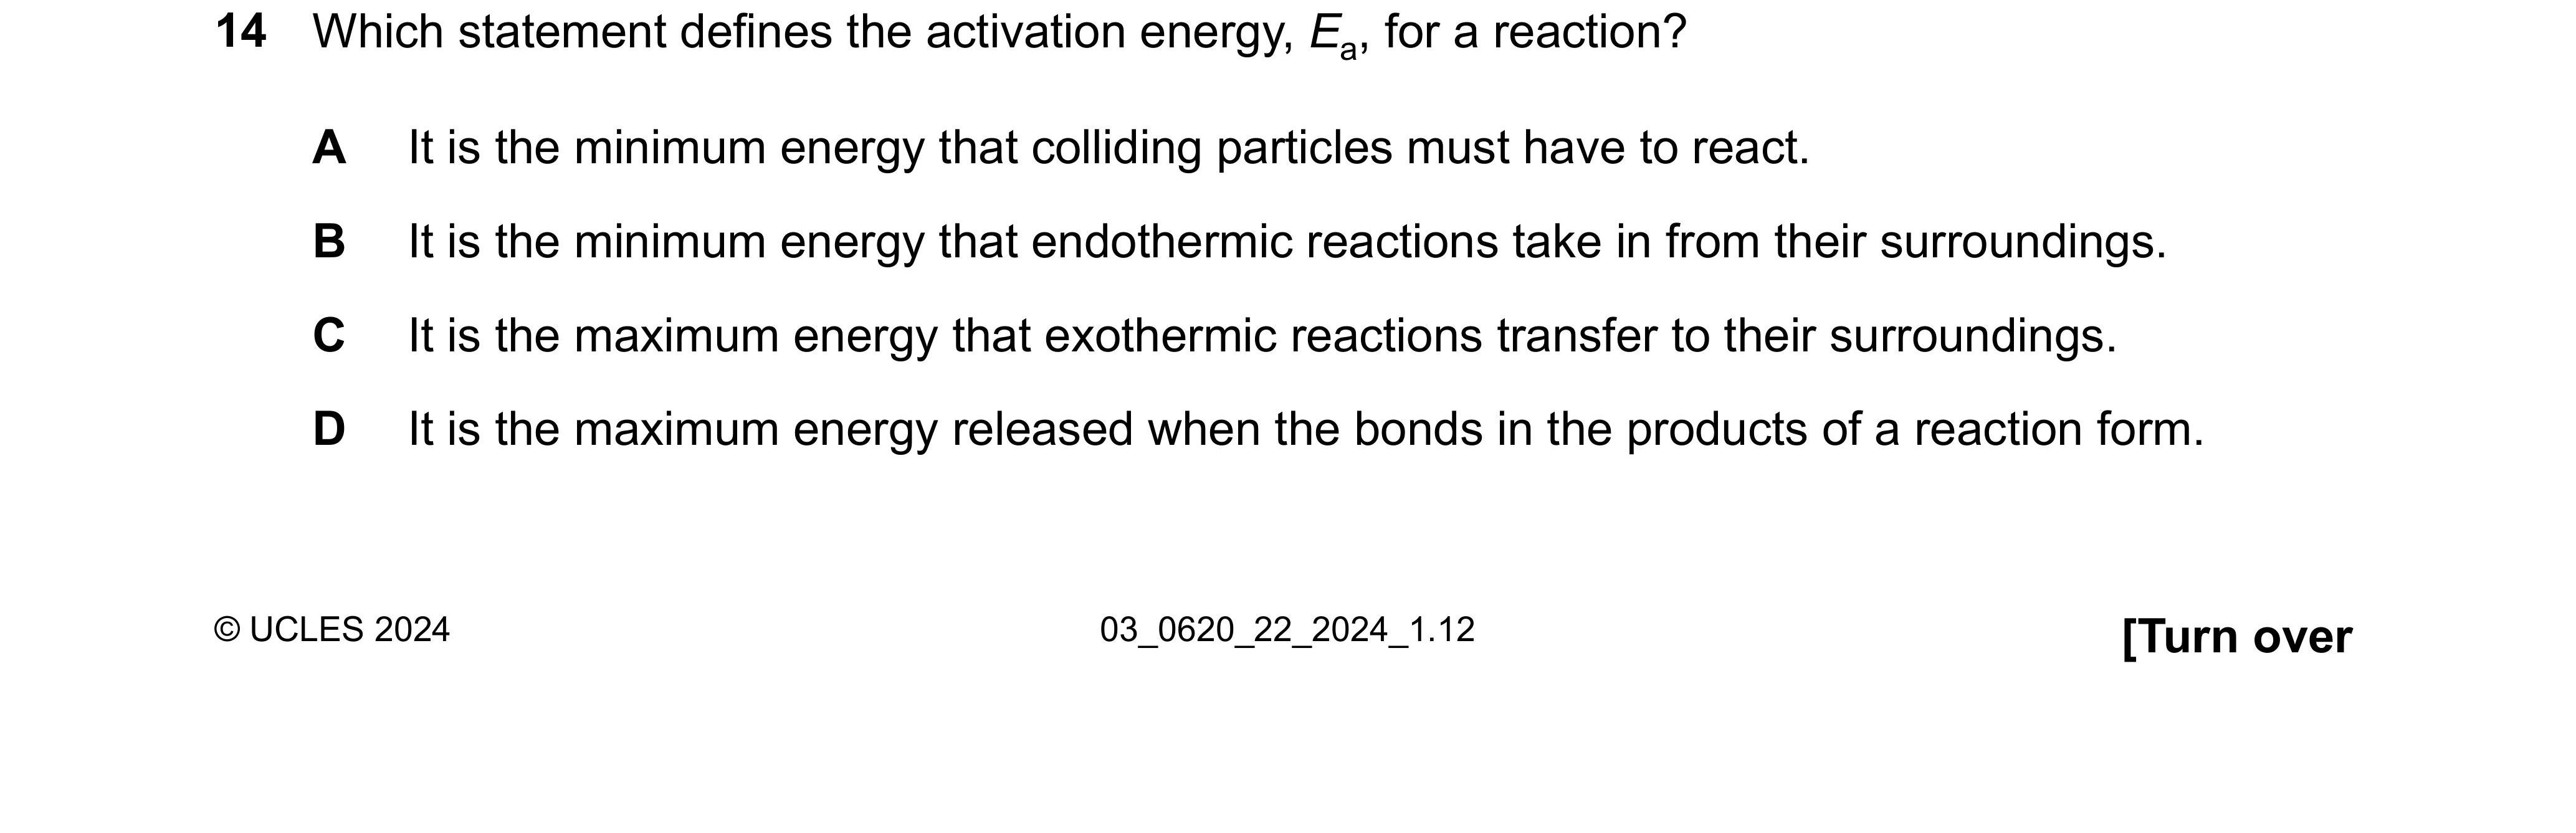 14 Which statement defines the activation energy, Ea, for a reaction?
A It is the minimum energy that colliding particles must have to react.
B It is the minimum energy that endothermic reactions take in from their surroundings.
C It is the maximum energy that exothermic reactions transfer to their surroundings.
D It is the maximum energy released when the bonds in the products of a reaction form.
© UCLES 2024 03_0620_22_2024_1.12 [Turn over